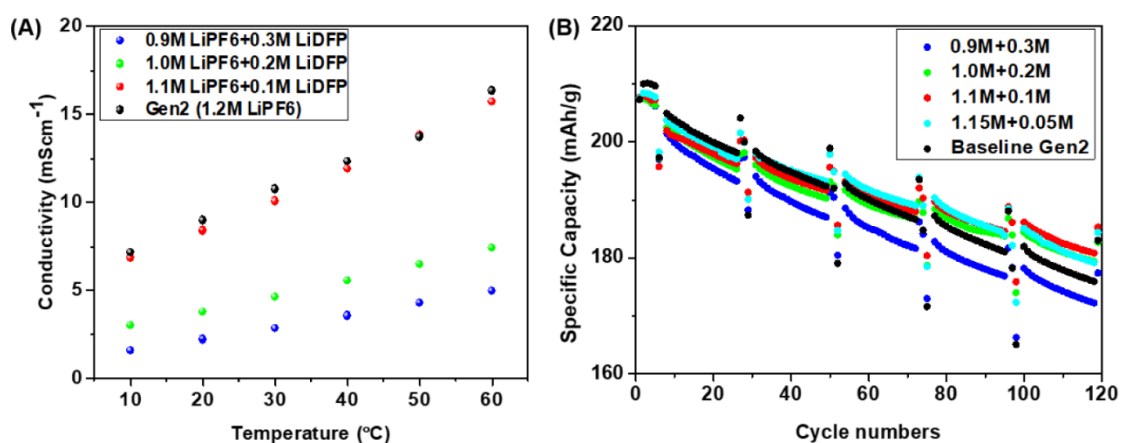 (A)
20
15
10
5
0
Conductivity (mScm⁻¹)
0.9M LiPF6+0.3M LiDFP
1.0M LiPF6+0.2M LiDFP
1.1M LiPF6+0.1M LiDFP
Gen2 (1.2M LiPF6)
10 20 30 40 50 60
Temperature (ºC)
(B)
220
200
180
160
Specific Capacity (mAh/g)
0.9M+0.3M
1.0M+0.2M
1.1M+0.1M
1.15M+0.05M
Baseline Gen2
0 20 40 60 80 100 120
Cycle numbers